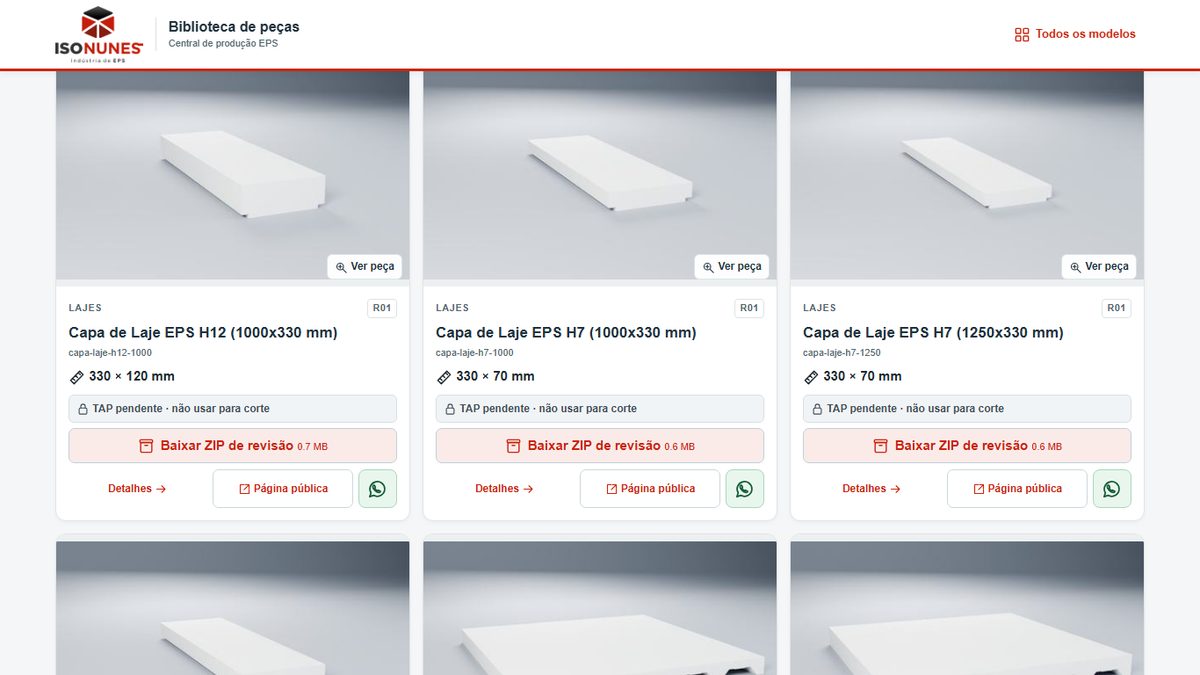 ISONUNES
Indústria de EPS
Biblioteca de peças
Central de produção EPS
Todos os modelos
Ver peça
Ver peça
Ver peça
LAJES
R01
Capa de Laje EPS H12 (1000x330 mm)
capa-laje-h12-1000
330 × 120 mm
TAP pendente · não usar para corte
Baixar ZIP de revisão 0.7 MB
Detalhes →
Página pública
LAJES
R01
Capa de Laje EPS H7 (1000x330 mm)
capa-laje-h7-1000
330 × 70 mm
TAP pendente · não usar para corte
Baixar ZIP de revisão 0.6 MB
Detalhes →
Página pública
LAJES
R01
Capa de Laje EPS H7 (1250x330 mm)
capa-laje-h7-1250
330 × 70 mm
TAP pendente · não usar para corte
Baixar ZIP de revisão 0.6 MB
Detalhes →
Página pública